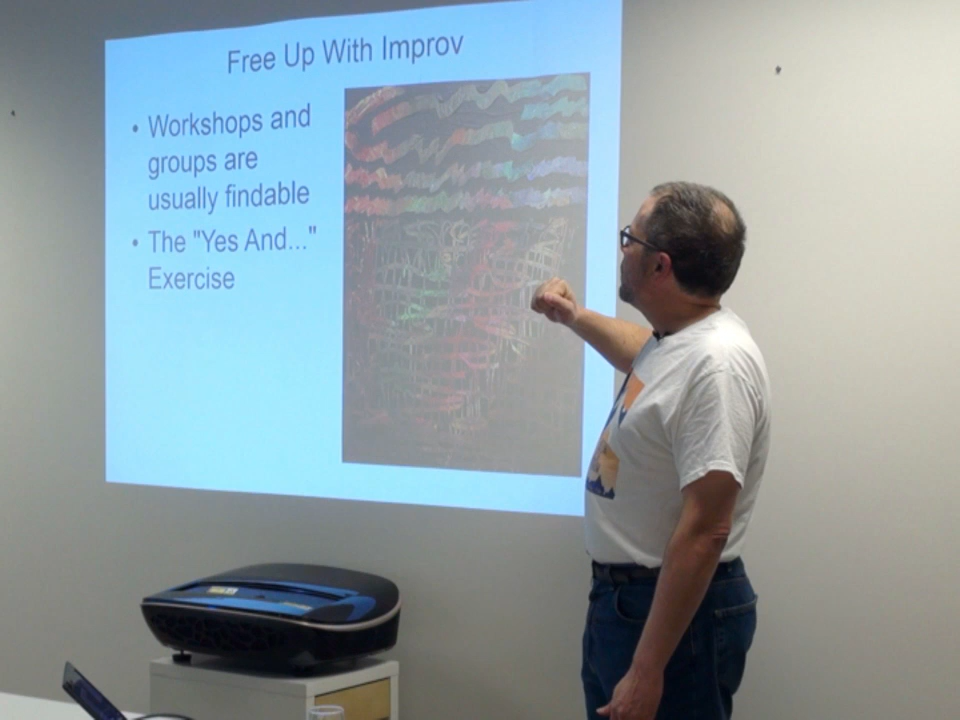 Free Up With Improv
• Workshops and
groups are
usually findable
• The "Yes And..."
Exercise